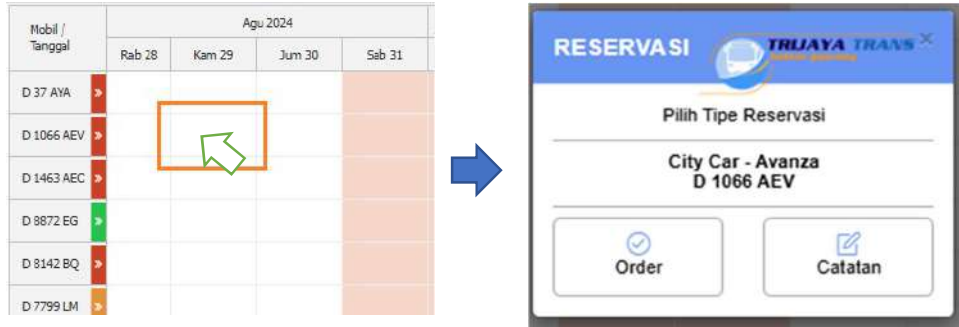 Mobil /
Tanggal
Agu 2024
Rab 28 Kam 29 Jum 30 Sab 31
D 37 AYA
D 1066 AEV
D 1463 AEC
D 8872 EG
D 8142 BQ
D 7799 LM
RESERVASI
TRIJAYA TRANS
Pilih Tipe Reservasi
City Car - Avanza
D 1066 AEV
Order
Catatan